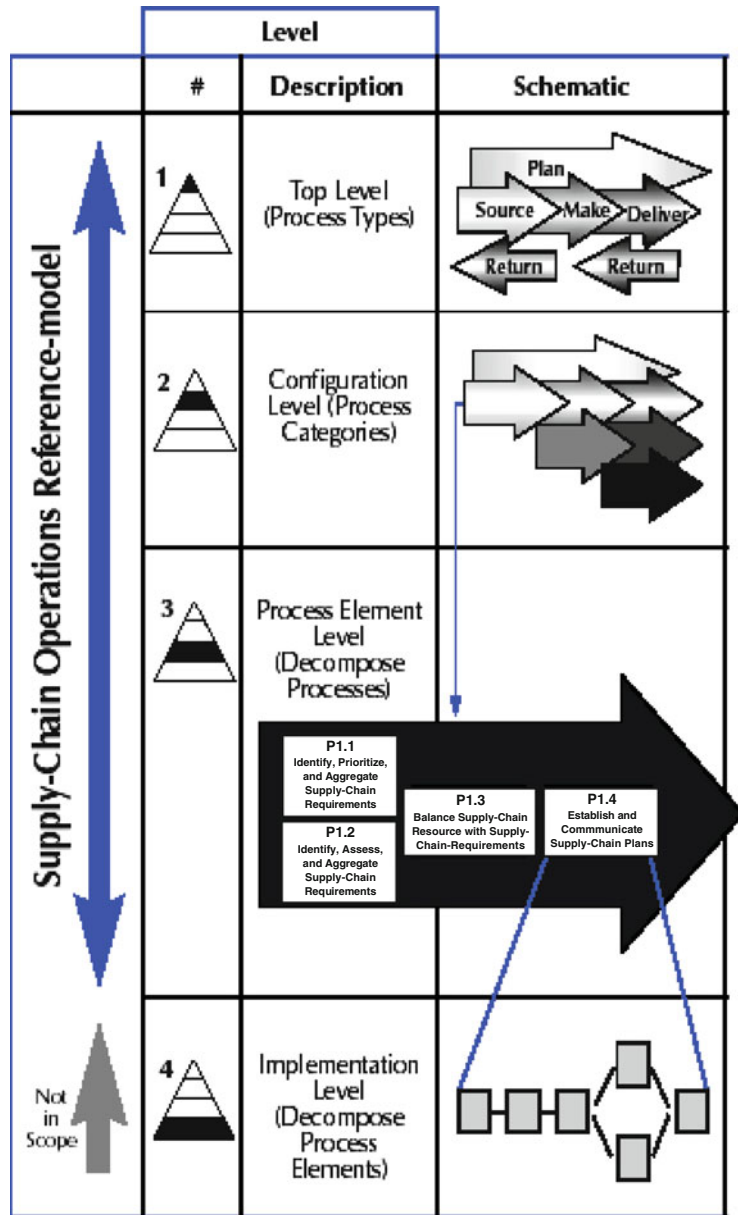 Level
#
Description
Schematic
Supply-Chain Operations Reference-model
1
Top Level
(Process Types)
Plan
Source
Make
Deliver
Return
Return
2
Configuration
Level (Process
Categories)
3
Process Element
Level
(Decompose
Processes)
P1.1
Identify, Prioritize,
and Aggregate
Supply-Chain
Requirements
P1.2
Identify, Assess,
and Aggregate
Supply-Chain
Requirements
P1.3
Balance Supply-Chain
Resource with Supply-
Chain-Requirements
P1.4
Establish and
Commmunicate
Supply-Chain Plans
Not
in
Scope
4
Implementation
Level
(Decompose
Process
Elements)